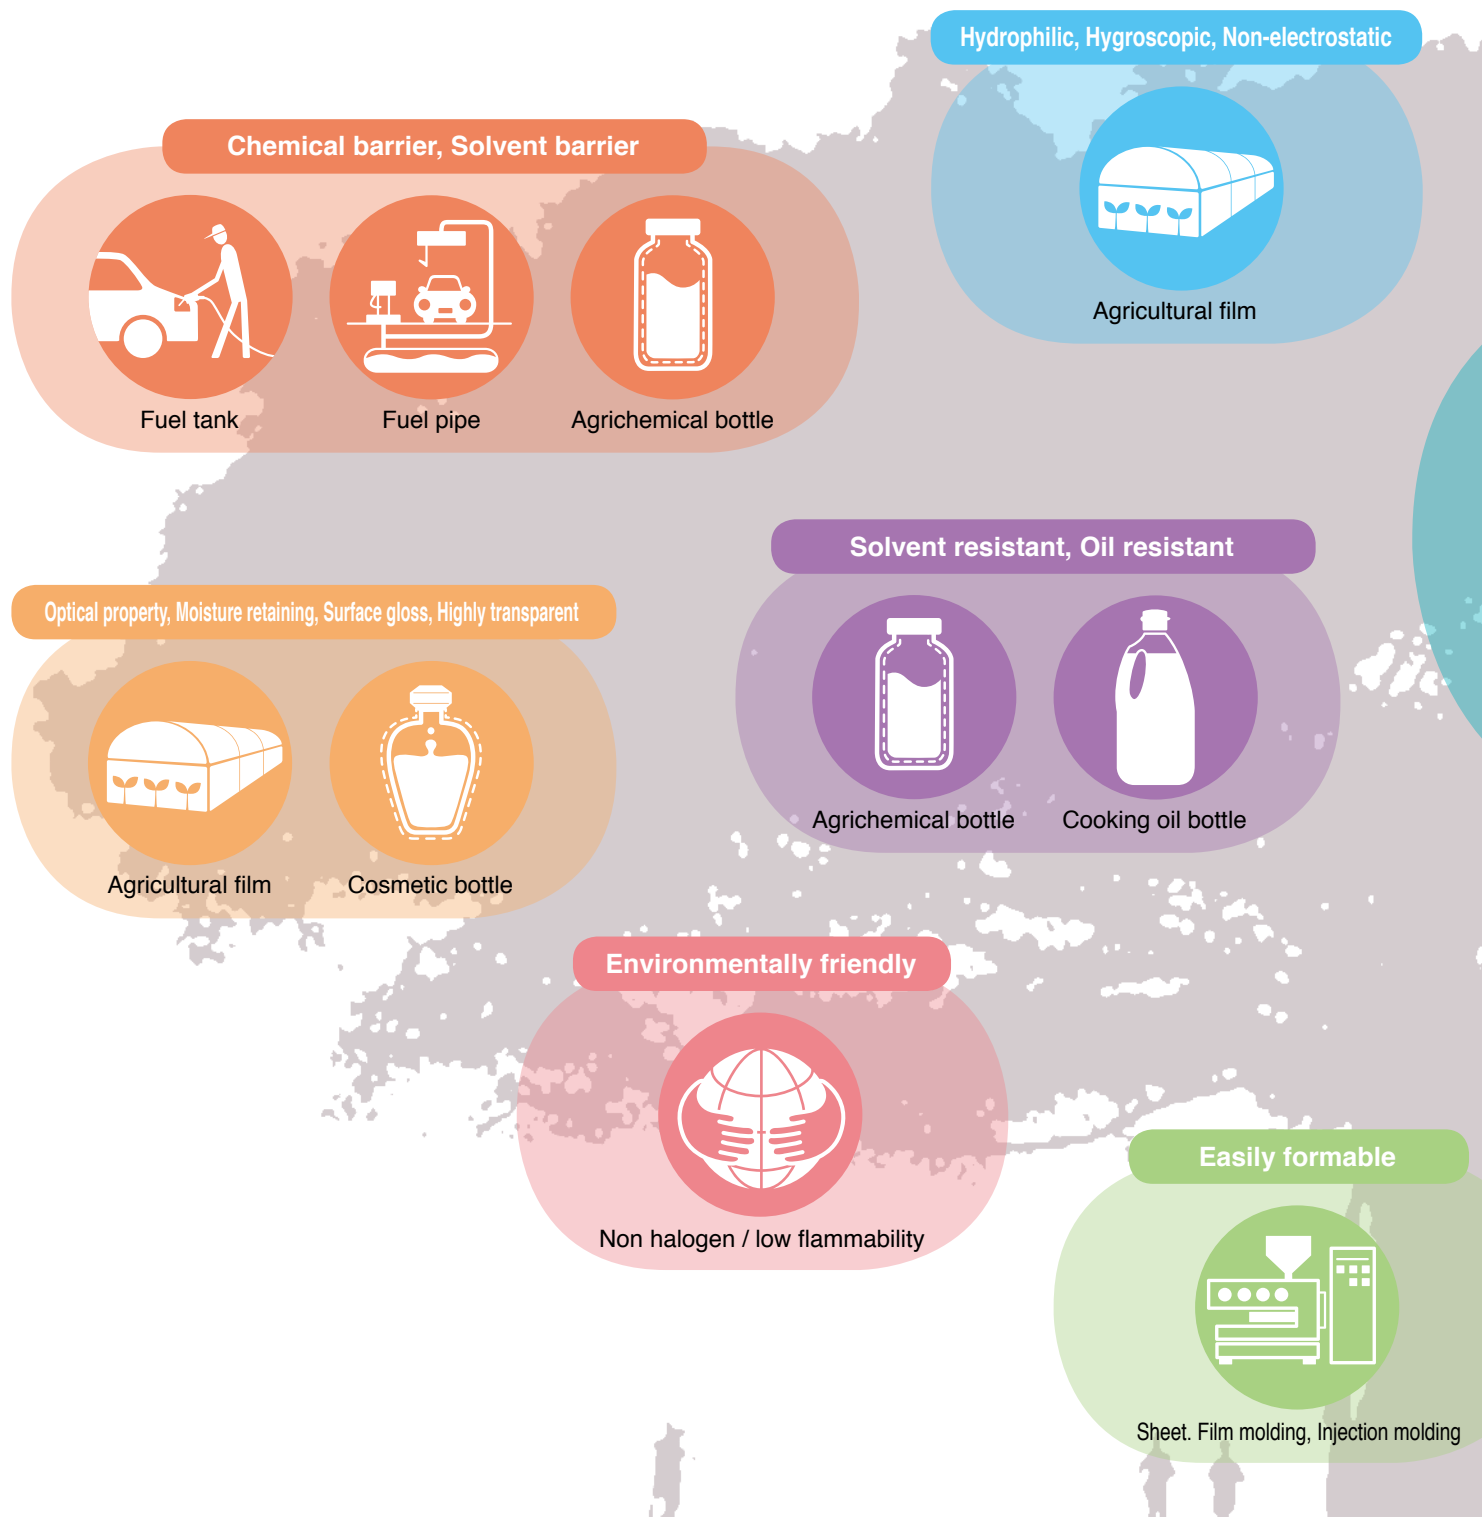 Hydrophilic, Hygroscopic, Non-electrostatic
Agricultural film
Chemical barrier, Solvent barrier
Fuel tank
Fuel pipe
Agrichemical bottle
Solvent resistant, Oil resistant
Agrichemical bottle
Cooking oil bottle
Optical property, Moisture retaining, Surface gloss, Highly transparent
Agricultural film
Cosmetic bottle
Environmentally friendly
Non halogen / low flammability
Easily formable
Sheet. Film molding, Injection molding